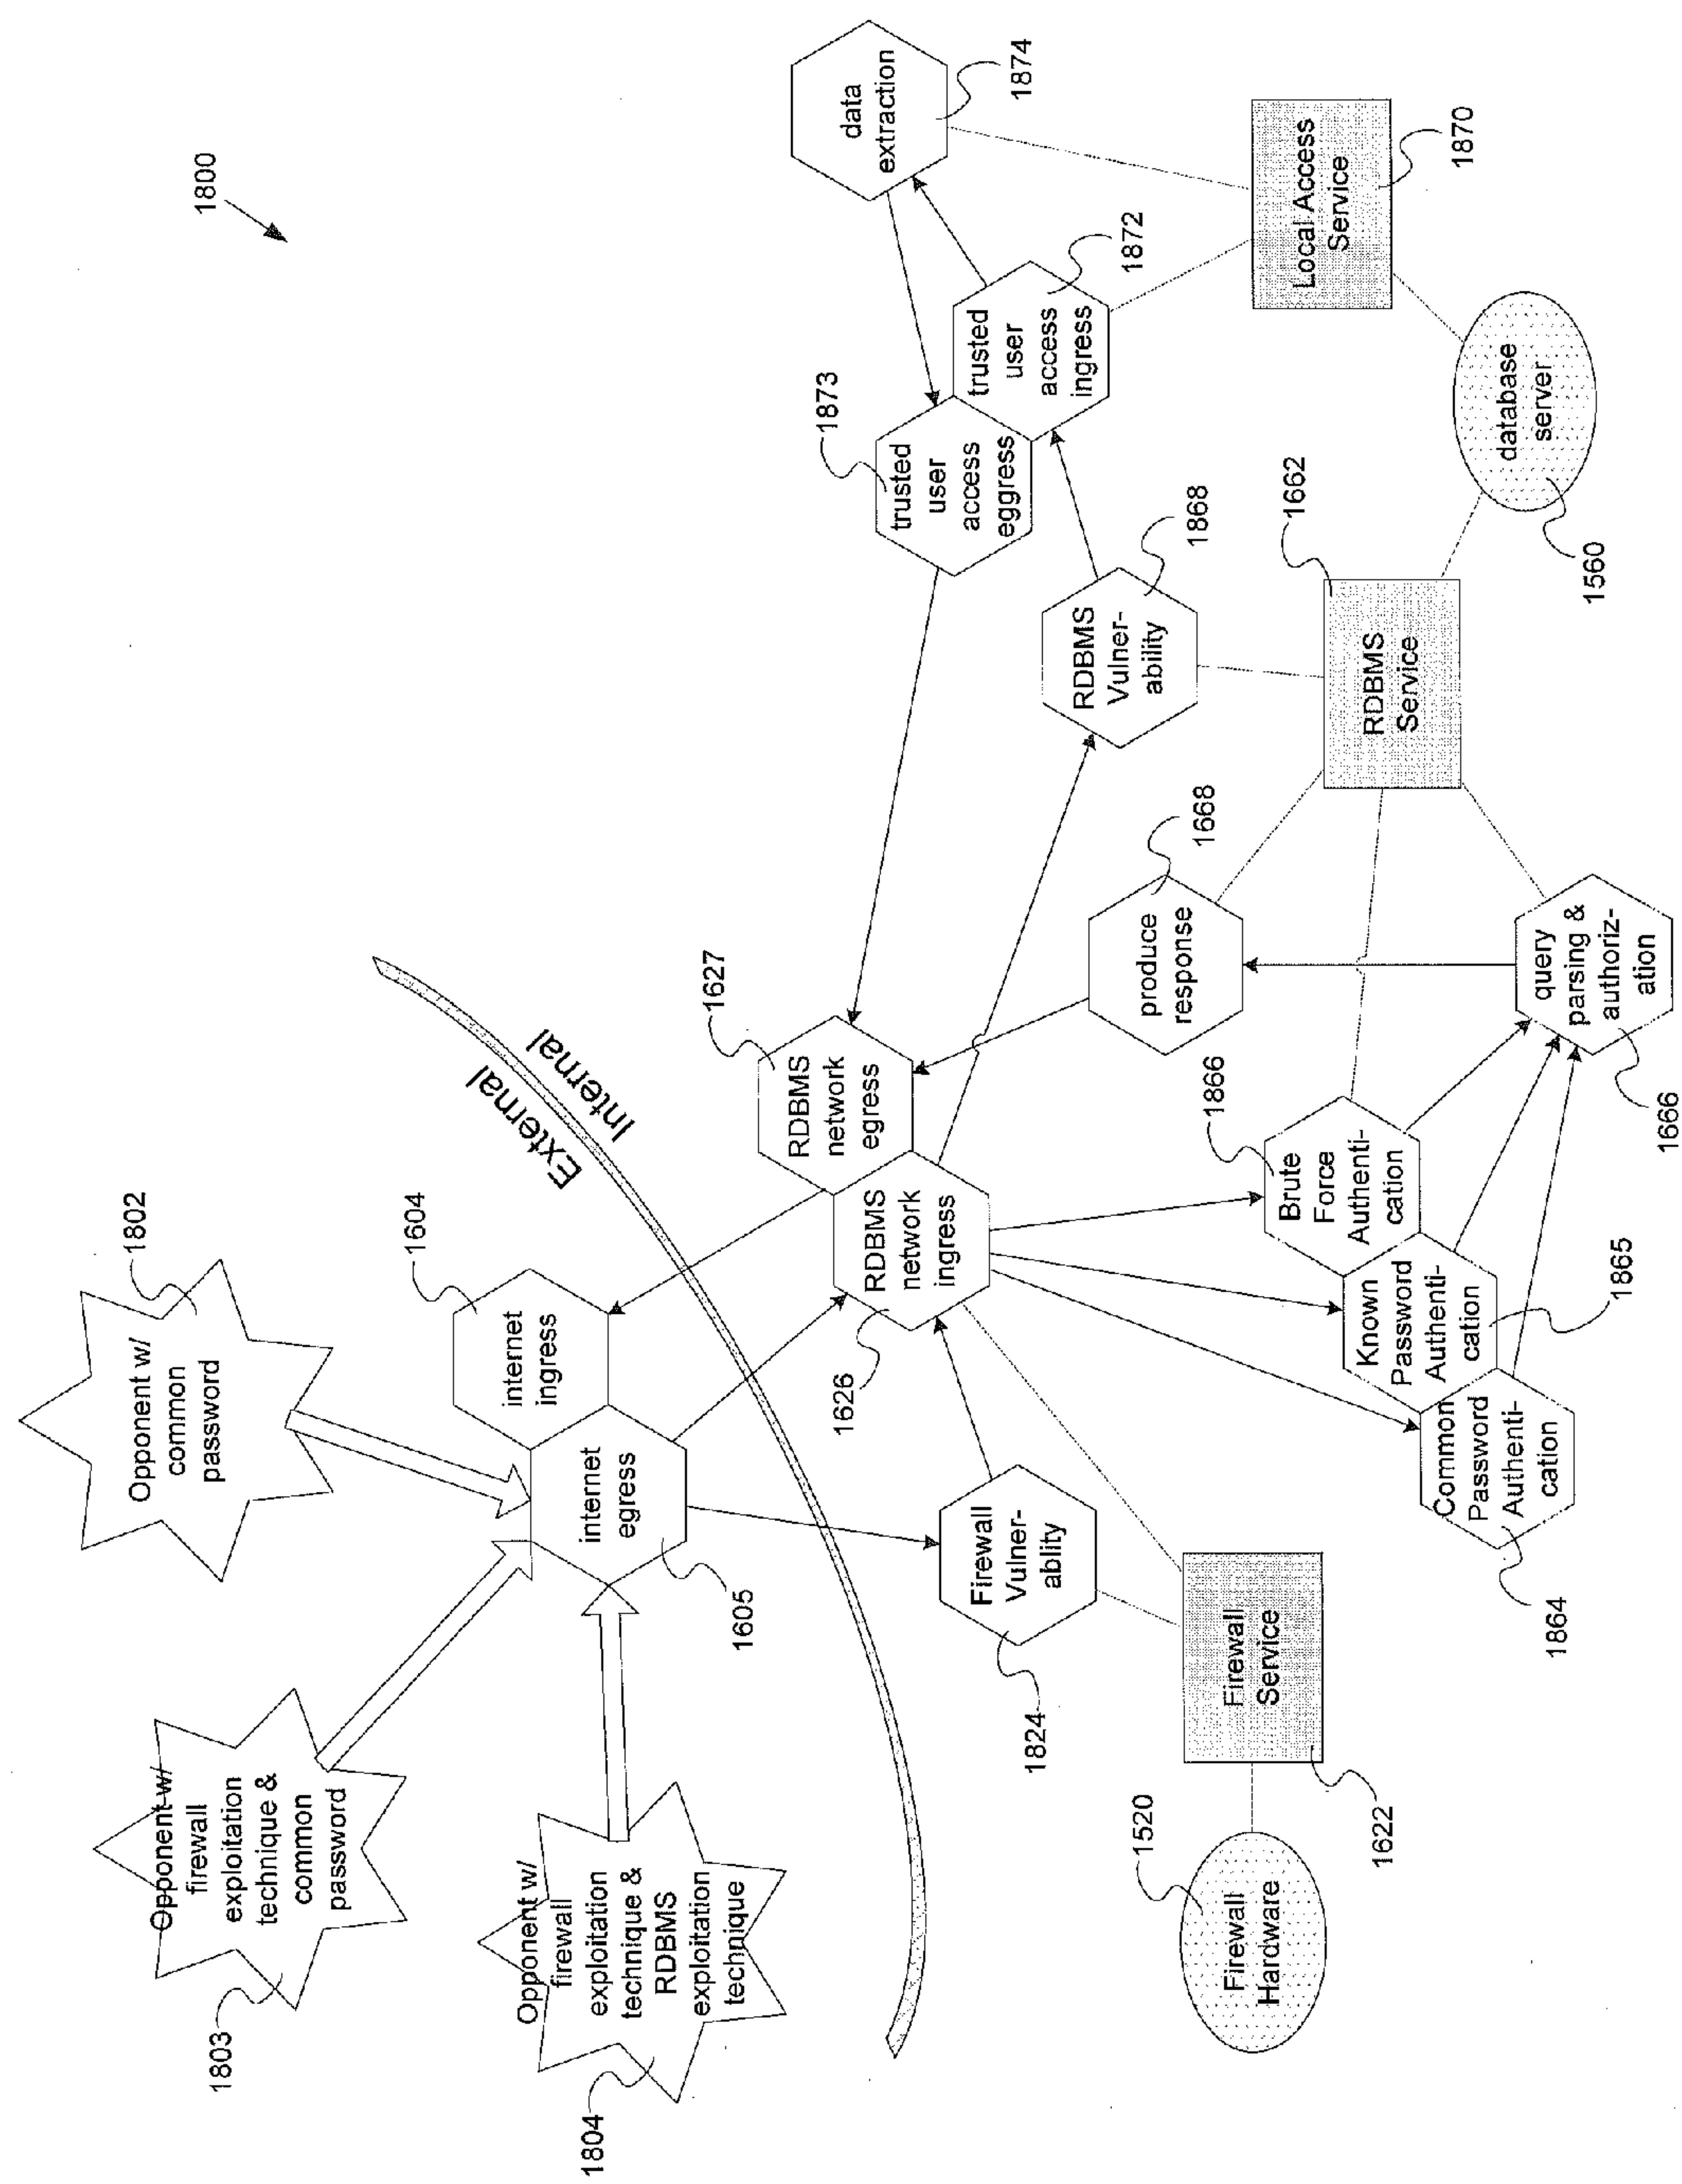 1800
Opponent w/
common
password
1802
Opponent w/
firewall
exploitation
technique &
common
password
1803
Opponent w/
firewall
exploitation
technique &
RDBMS
exploitation
technique
1804
internet
ingress
1604
internet
egress
1605
External
Internal
RDBMS
network
egress
1627
RDBMS
network
ingress
1626
Firewall
Vulner-
ablity
1824
Firewall
Service
1622
Firewall
Hardware
1520
data
extraction
1874
trusted
user
access
ingress
1872
trusted
user
access
eggress
1873
RDBMS
Vulner-
ability
1868
produce
response
1668
Brute
Force
Authenti-
cation
1866
Known
Password
Authenti-
cation
1865
Common
Password
Authenti-
cation
1864
query
parsing &
authoriz-
ation
1666
RDBMS
Service
1662
Local Access
Service
1870
database
server
1560